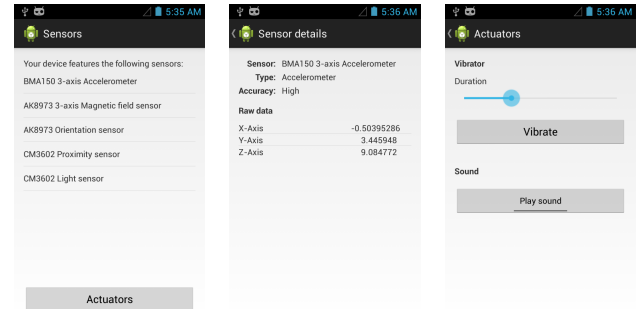 5:35 AM
Sensors
Your device features the following sensors:
BMA150 3-axis Accelerometer
AK8973 3-axis Magnetic field sensor
AK8973 Orientation sensor
CM3602 Proximity sensor
CM3602 Light sensor
Actuators
5:36 AM
Sensor details
Sensor: BMA150 3-axis Accelerometer
Type: Accelerometer
Accuracy: High
Raw data
X-Axis -0.50395286
Y-Axis 3.445948
Z-Axis 9.084772
5:36 AM
Actuators
Vibrator
Duration
Vibrate
Sound
Play sound